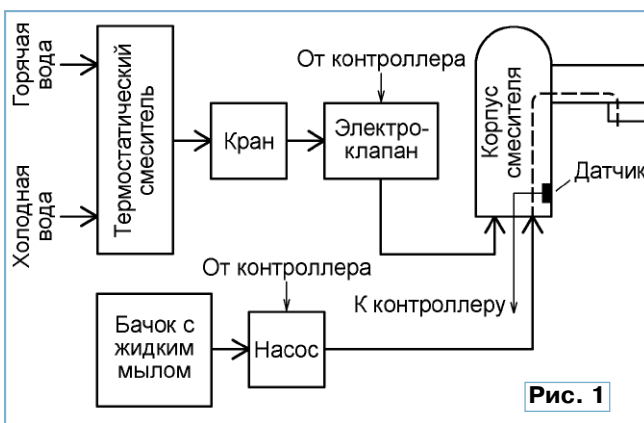 Горячая
вода
Холодная
вода
Термостатический
смеситель
Кран
От контроллера
Электро-
клапан
Корпус
смесителя
Датчик
К контроллеру
От контроллера
Бачок с
жидким
мылом
Насос
Рис. 1